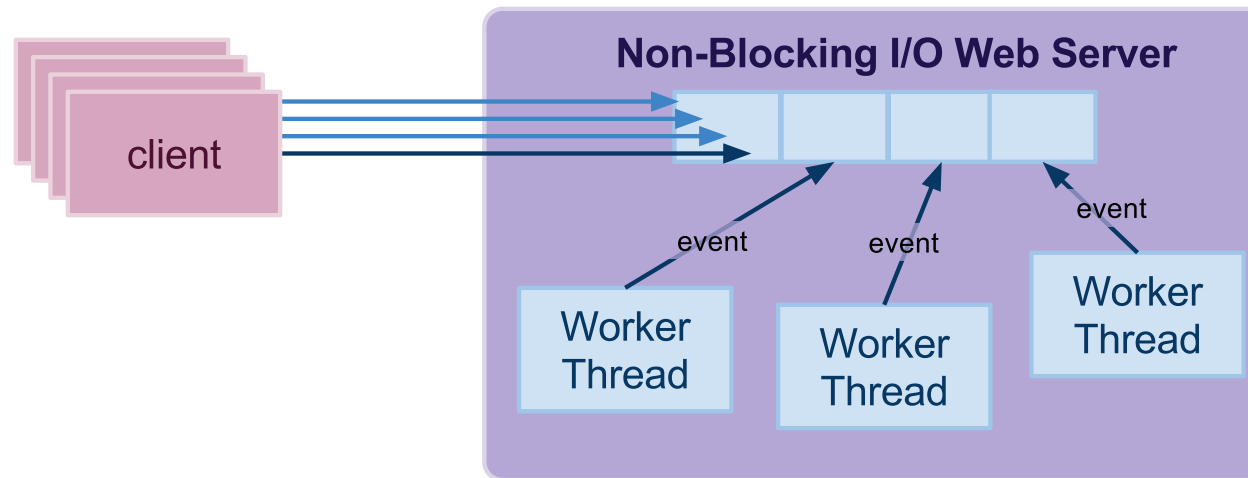 Non-Blocking I/O Web Server
client
event
event
event
Worker
Thread
Worker
Thread
Worker
Thread